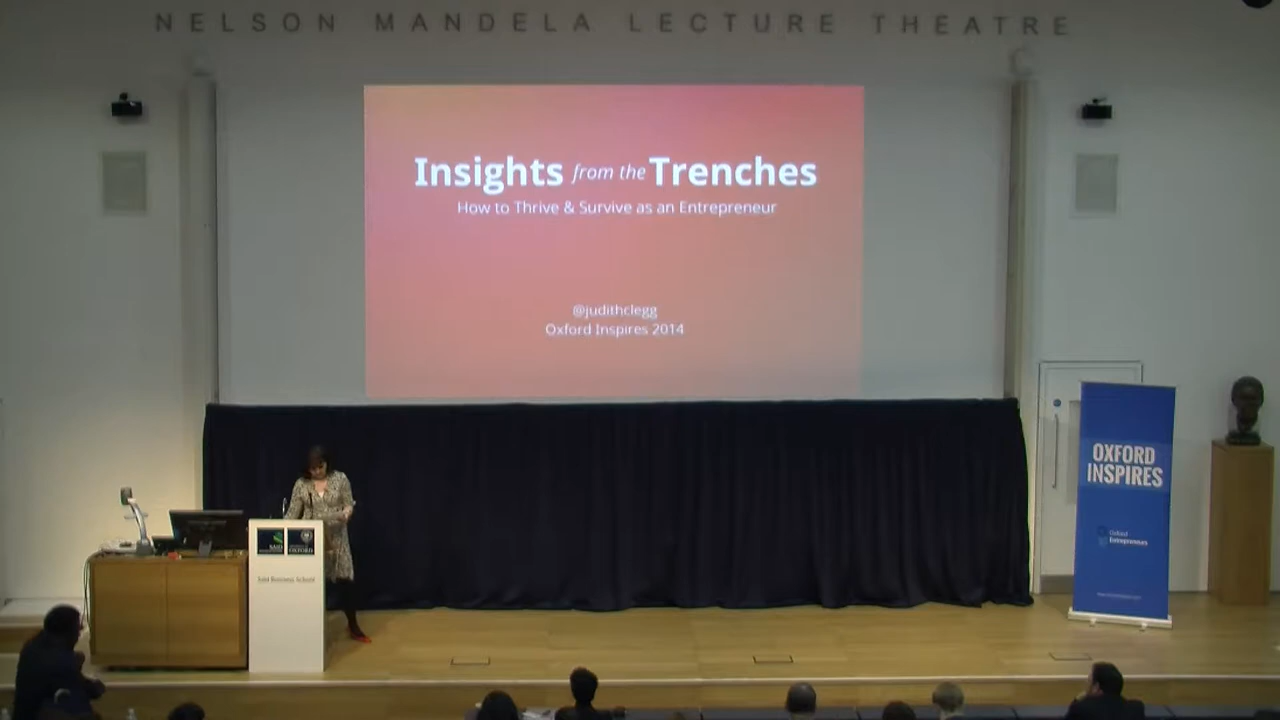 NELSON MANDELA LECTURE THEATRE
Insights from the Trenches
How to Thrive & Survive as an Entrepreneur
@judithclegg
Oxford Inspires 2014
OXFORD
INSPIRES
Oxford
Entrepreneurs
SAID
OXFORD
Said Business School